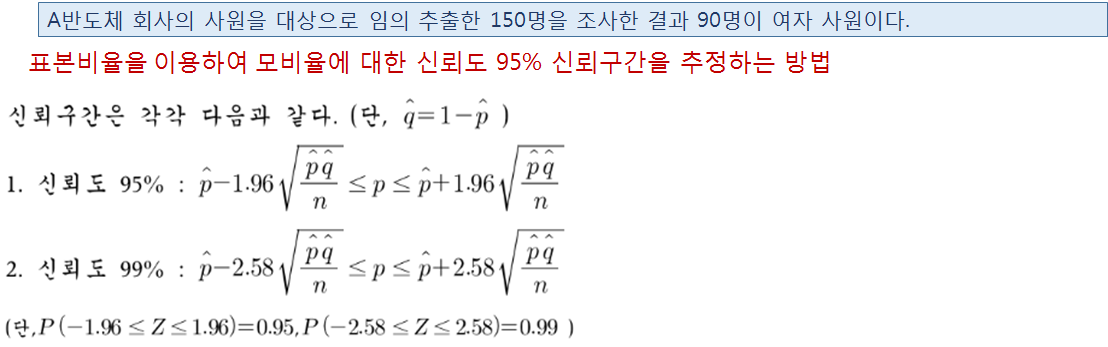 A반도체 회사의 사원을 대상으로 임의 추출한 150명을 조사한 결과 90명이 여자 사원이다.
표본비율을 이용하여 모비율에 대한 신뢰도 95% 신뢰구간을 추정하는 방법
신뢰구간은 각각 다음과 같다. (단, q̂=1−p̂ )
1. 신뢰도 95% : p̂−1.96√(p̂q̂/n) ≤ p ≤ p̂+1.96√(p̂q̂/n)
2. 신뢰도 99% : p̂−2.58√(p̂q̂/n) ≤ p ≤ p̂+2.58√(p̂q̂/n)
(단,P(−1.96 ≤ Z ≤ 1.96)=0.95, P(−2.58 ≤ Z ≤ 2.58)=0.99 )